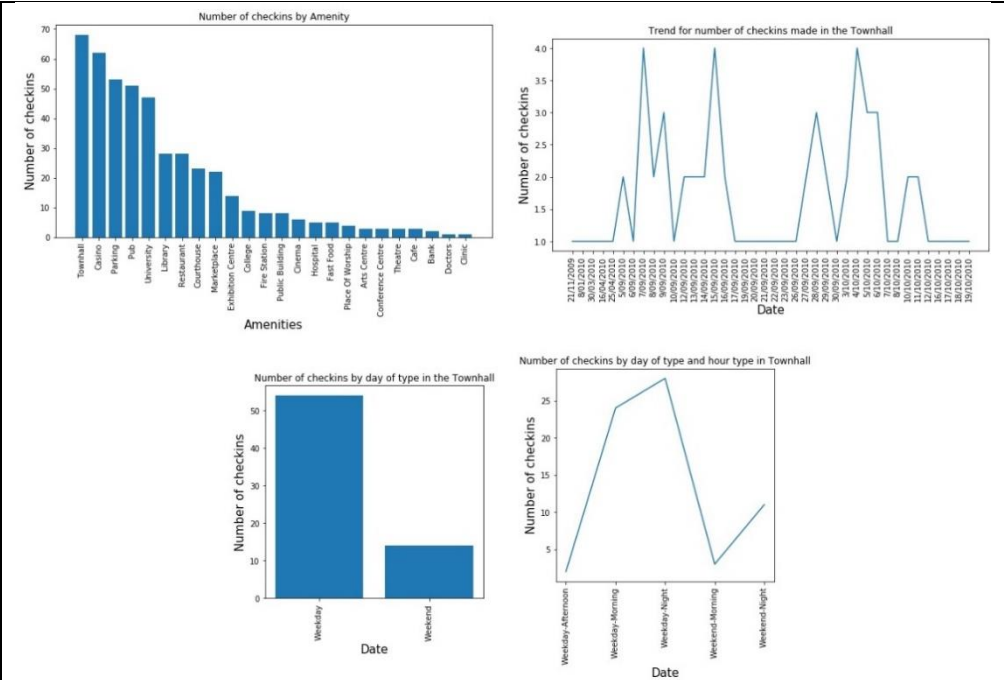 Number of checkins by Amenity
Number of checkins
70
60
50
40
30
20
10
0
Townhall
Casino
Parking
Pub
University
Library
Restaurant
Courthouse
Marketplace
Exhibition Centre
College
Fire Station
Public Building
Cinema
Hospital
Fast Food
Place Of Worship
Arts Centre
Conference Centre
Theatre
Cafe
Bank
Doctors
Clinic
Amenities
Trend for number of checkins made in the Townhall
Number of checkins
4.0
3.5
3.0
2.5
2.0
1.5
1.0
21/11/2009
8/01/2010
30/03/2010
16/04/2010
25/04/2010
5/09/2010
6/09/2010
7/09/2010
8/09/2010
9/09/2010
10/09/2010
12/09/2010
13/09/2010
14/09/2010
15/09/2010
16/09/2010
17/09/2010
19/09/2010
20/09/2010
21/09/2010
22/09/2010
23/09/2010
26/09/2010
27/09/2010
28/09/2010
29/09/2010
30/09/2010
3/10/2010
4/10/2010
5/10/2010
6/10/2010
7/10/2010
8/10/2010
10/10/2010
11/10/2010
12/10/2010
16/10/2010
17/10/2010
18/10/2010
19/10/2010
Date
Number of checkins by day of type in the Townhall
Number of checkins
50
40
30
20
10
0
Weekday
Weekend
Date
Number of checkins by day of type and hour type in Townhall
Number of checkins
25
20
15
10
5
Weekday-Afternoon
Weekday-Morning
Weekday-Night
Weekend-Morning
Weekend-Night
Date